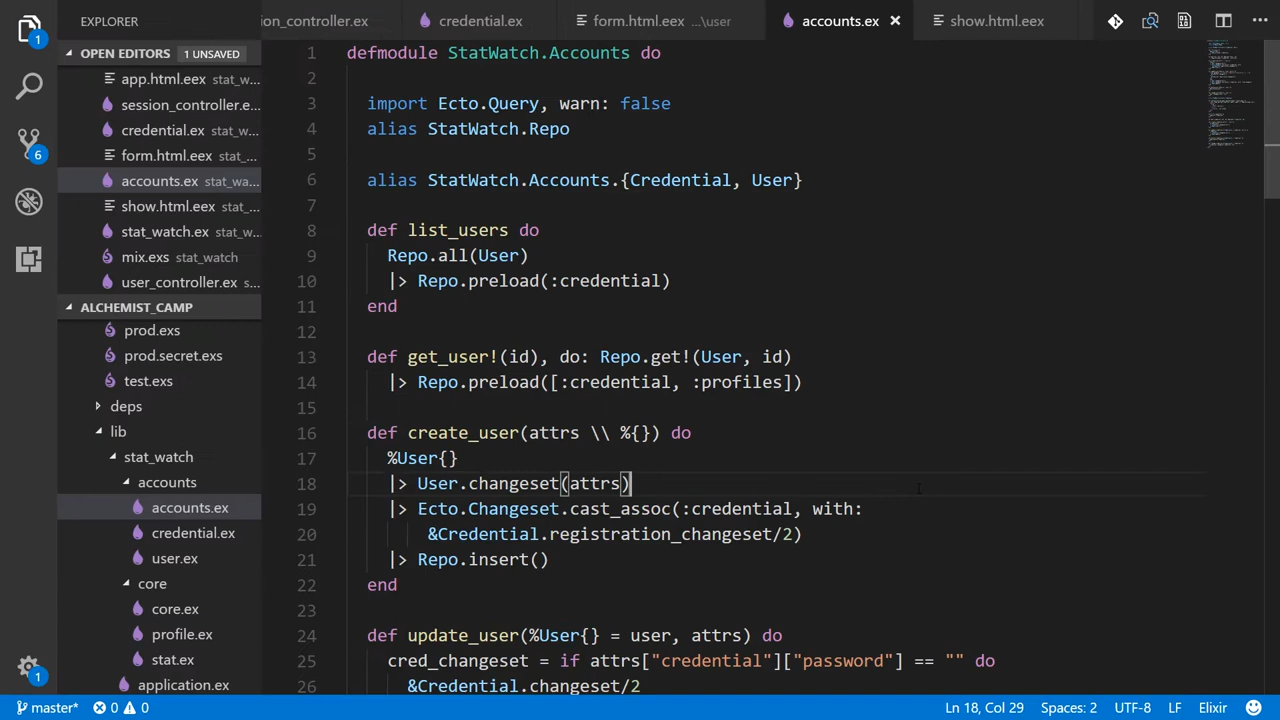 EXPLORER
ion_controller.ex
credential.ex
form.html.eex ...\user
accounts.ex
show.html.eex
OPEN EDITORS 1 UNSAVED
app.html.eex stat_w...
session_controller.e...
credential.ex stat_w...
form.html.eex stat_...
accounts.ex stat_wa...
show.html.eex stat_...
stat_watch.ex stat_w...
mix.exs stat_watch
user_controller.ex s...
ALCHEMIST_CAMP
prod.exs
prod.secret.exs
test.exs
deps
lib
stat_watch
accounts
accounts.ex
credential.ex
user.ex
core
core.ex
profile.ex
stat.ex
application.ex
1 defmodule StatWatch.Accounts do
2
3 import Ecto.Query, warn: false
4 alias StatWatch.Repo
5
6 alias StatWatch.Accounts.{Credential, User}
7
8 def list_users do
9 Repo.all(User)
10 |> Repo.preload(:credential)
11 end
12
13 def get_user!(id), do: Repo.get!(User, id)
14 |> Repo.preload([:credential, :profiles])
15
16 def create_user(attrs \\ %{}) do
17 %User{}
18 |> User.changeset(attrs)
19 |> Ecto.Changeset.cast_assoc(:credential, with:
20 &Credential.registration_changeset/2)
21 |> Repo.insert()
22 end
23
24 def update_user(%User{} = user, attrs) do
25 cred_changeset = if attrs["credential"]["password"] == "" do
26 &Credential.changeset/2
1
6
1
master* 0 0 Ln 18, Col 29 Spaces: 2 UTF-8 LF Elixir